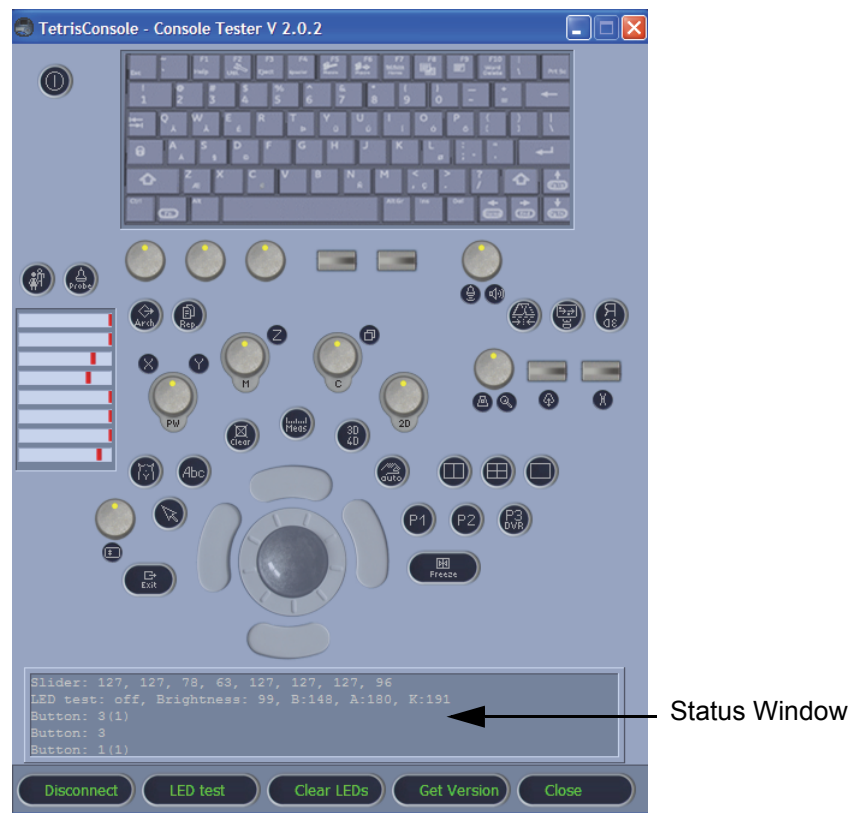 TetrisConsole - Console Tester V 2.0.2
Esc F1 F2 F3 F4 F5 F6 F7 F8 F9 F10 Prt Sc
Help Eject Word Delete
! @ # $ % ^ & * ( ) _ +
1 2 3 4 5 6 7 8 9 0 - =
Q W E R T Y U I O P { } |
A S D F G H J K L : "
Z X C V B N M < > ?
Ctrl Fn Alt Alt Gr Ins Del
Probe
Arch Rep
Z
X Y M C
PW 2D
Clear Meas 3D
4D
Abc auto
P1 P2 P3
DVR
Exit Freeze
Slider: 127, 127, 78, 63, 127, 127, 127, 96
LED test: off, Brightness: 99, B:148, A:180, K:191
Button: 3(1)
Button: 3
Button: 1(1)
Status Window
Disconnect LED test Clear LEDs Get Version Close